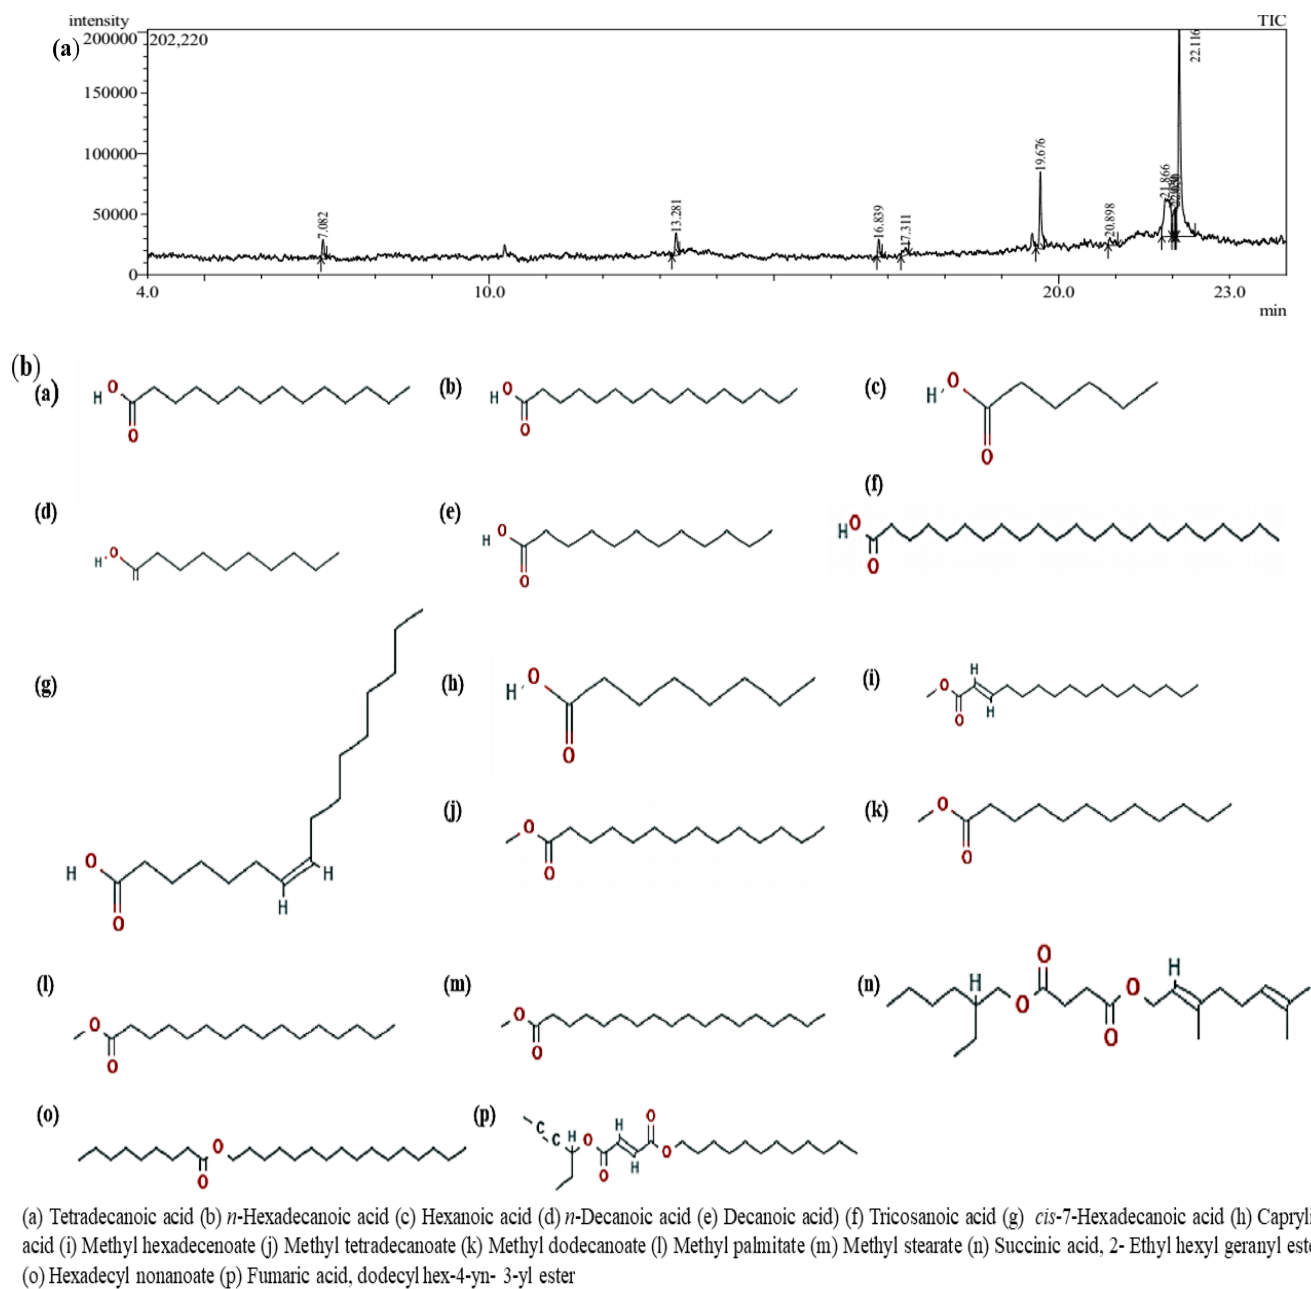 intensity
TIC
(a)
200000
202,220
22.116
150000
100000
19.676
21.866
50000
7.082
13.281
16.839
17.311
20.898
0
4.0
10.0
20.0
23.0
min
(b)
(a)
H O
O
(b)
H O
O
(c)
H O
O
(d)
H O
(e)
H O
O
(f)
H O
O
(g)
H O
O
H
H
(h)
H O
O
(i)
O
O
H
H
(j)
O
O
(k)
O
O
(l)
O
O
(m)
O
O
(n)
H
O
O
O
O
H
(o)
O
O
(p)
C
C
H
O
O
H
H
O
O
(a) Tetradecanoic acid (b) n-Hexadecanoic acid (c) Hexanoic acid (d) n-Decanoic acid (e) Decanoic acid) (f) Tricosanoic acid (g) cis-7-Hexadecanoic acid (h) Capryli
acid (i) Methyl hexadecenoate (j) Methyl tetradecanoate (k) Methyl dodecanoate (l) Methyl palmitate (m) Methyl stearate (n) Succinic acid, 2- Ethyl hexyl geranyl este
(o) Hexadecyl nonanoate (p) Fumaric acid, dodecyl hex-4-yn- 3-yl ester